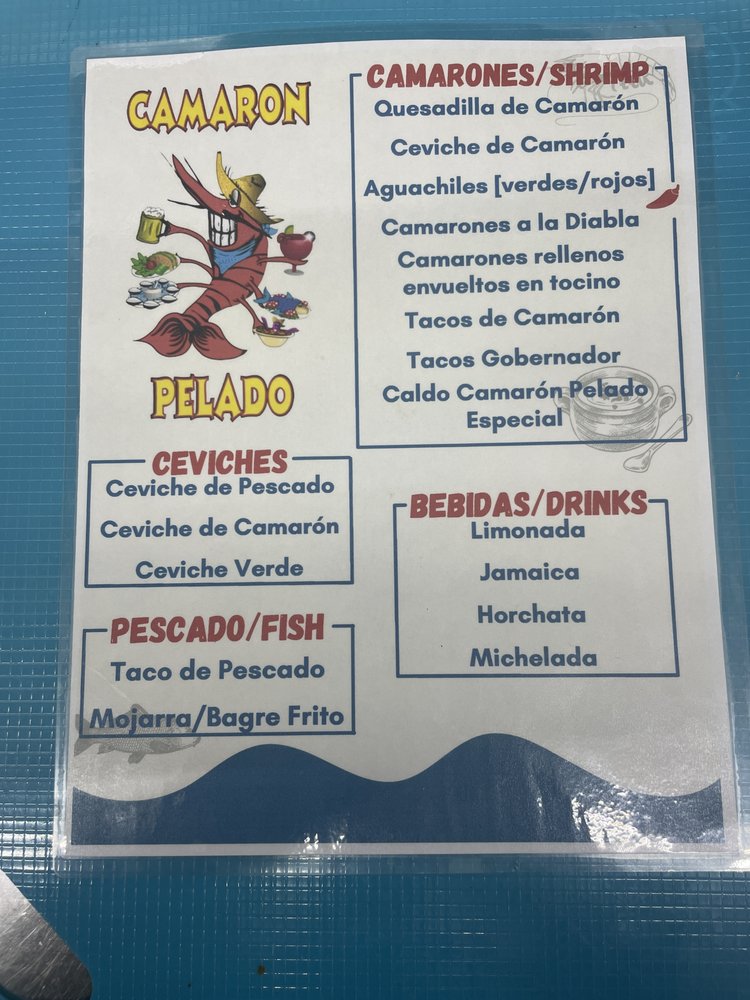 CAMARON
PELADO
CAMARONES/SHRIMP
Quesadilla de Camarón
Ceviche de Camarón
Aguachiles [verdes/rojos]
Camarones a la Diabla
Camarones rellenos
envueltos en tocino
Tacos de Camarón
Tacos Gobernador
Caldo Camarón Pelado
Especial
CEVICHES
Ceviche de Pescado
Ceviche de Camarón
Ceviche Verde
PESCADO/FISH
Taco de Pescado
Mojarra/Bagre Frito
BEBIDAS/DRINKS
Limonada
Jamaica
Horchata
Michelada